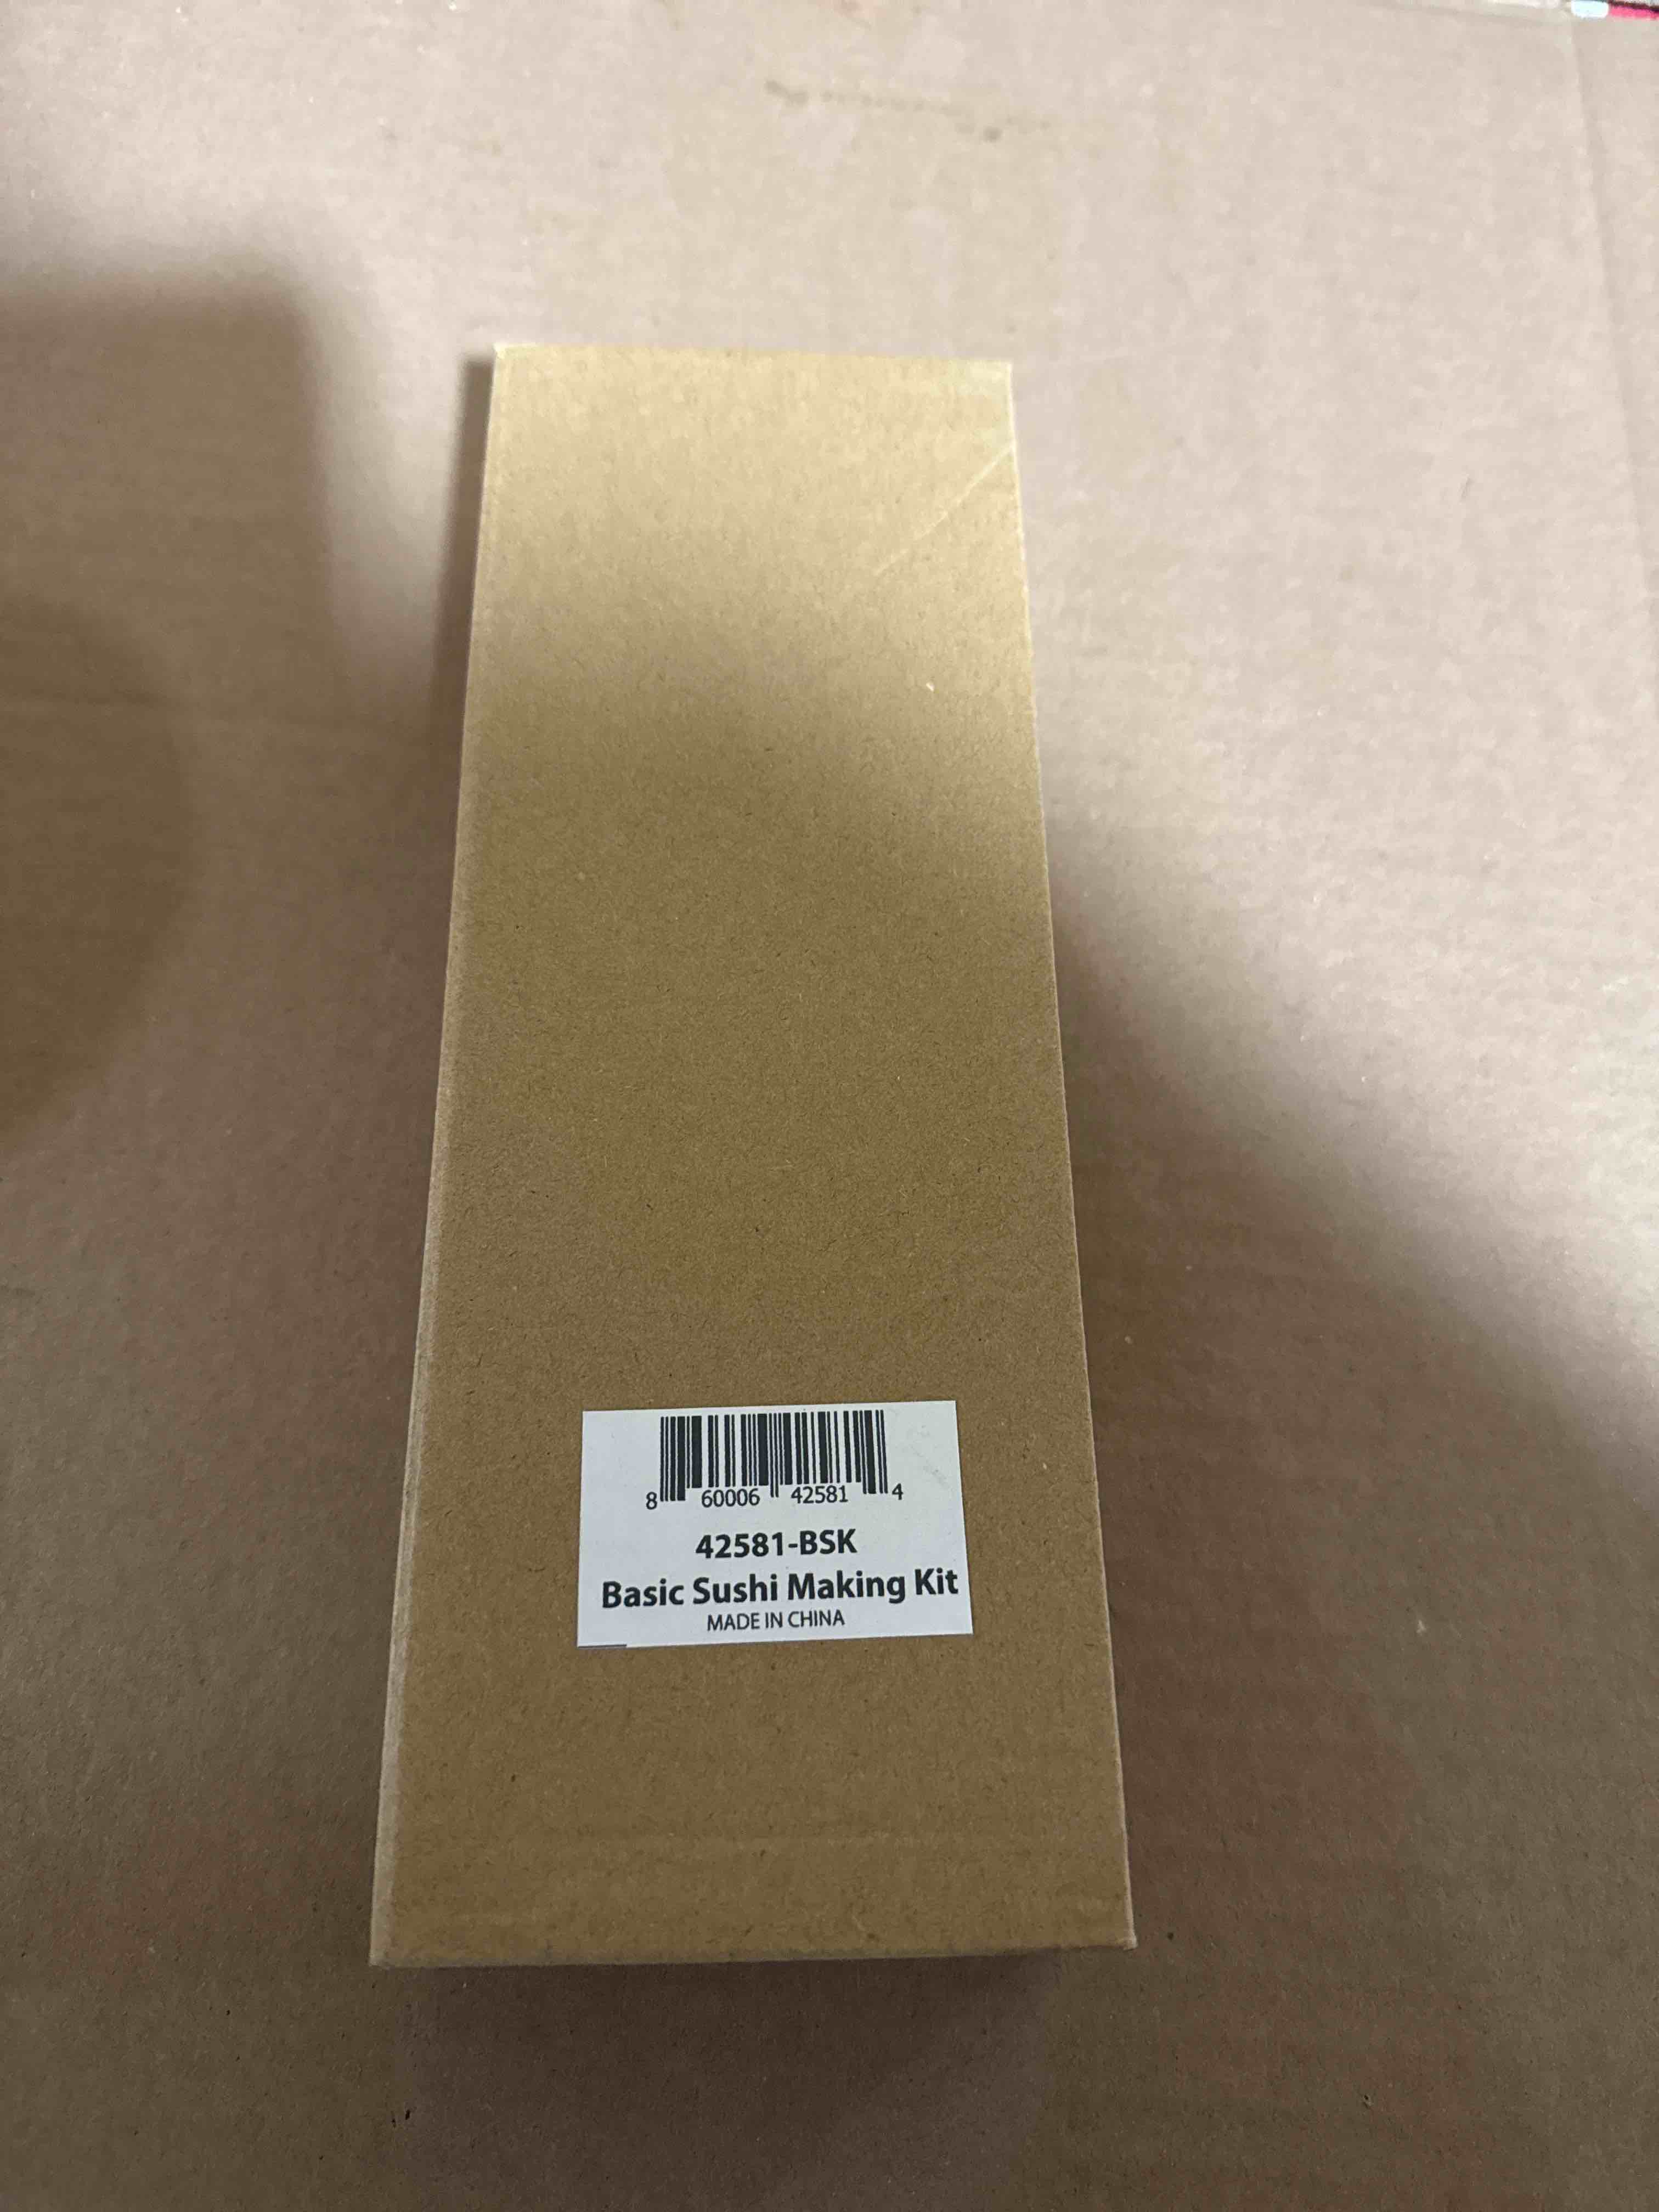 8 60006 42581 4
42581-BSK
Basic Sushi Making Kit
MADE IN CHINA